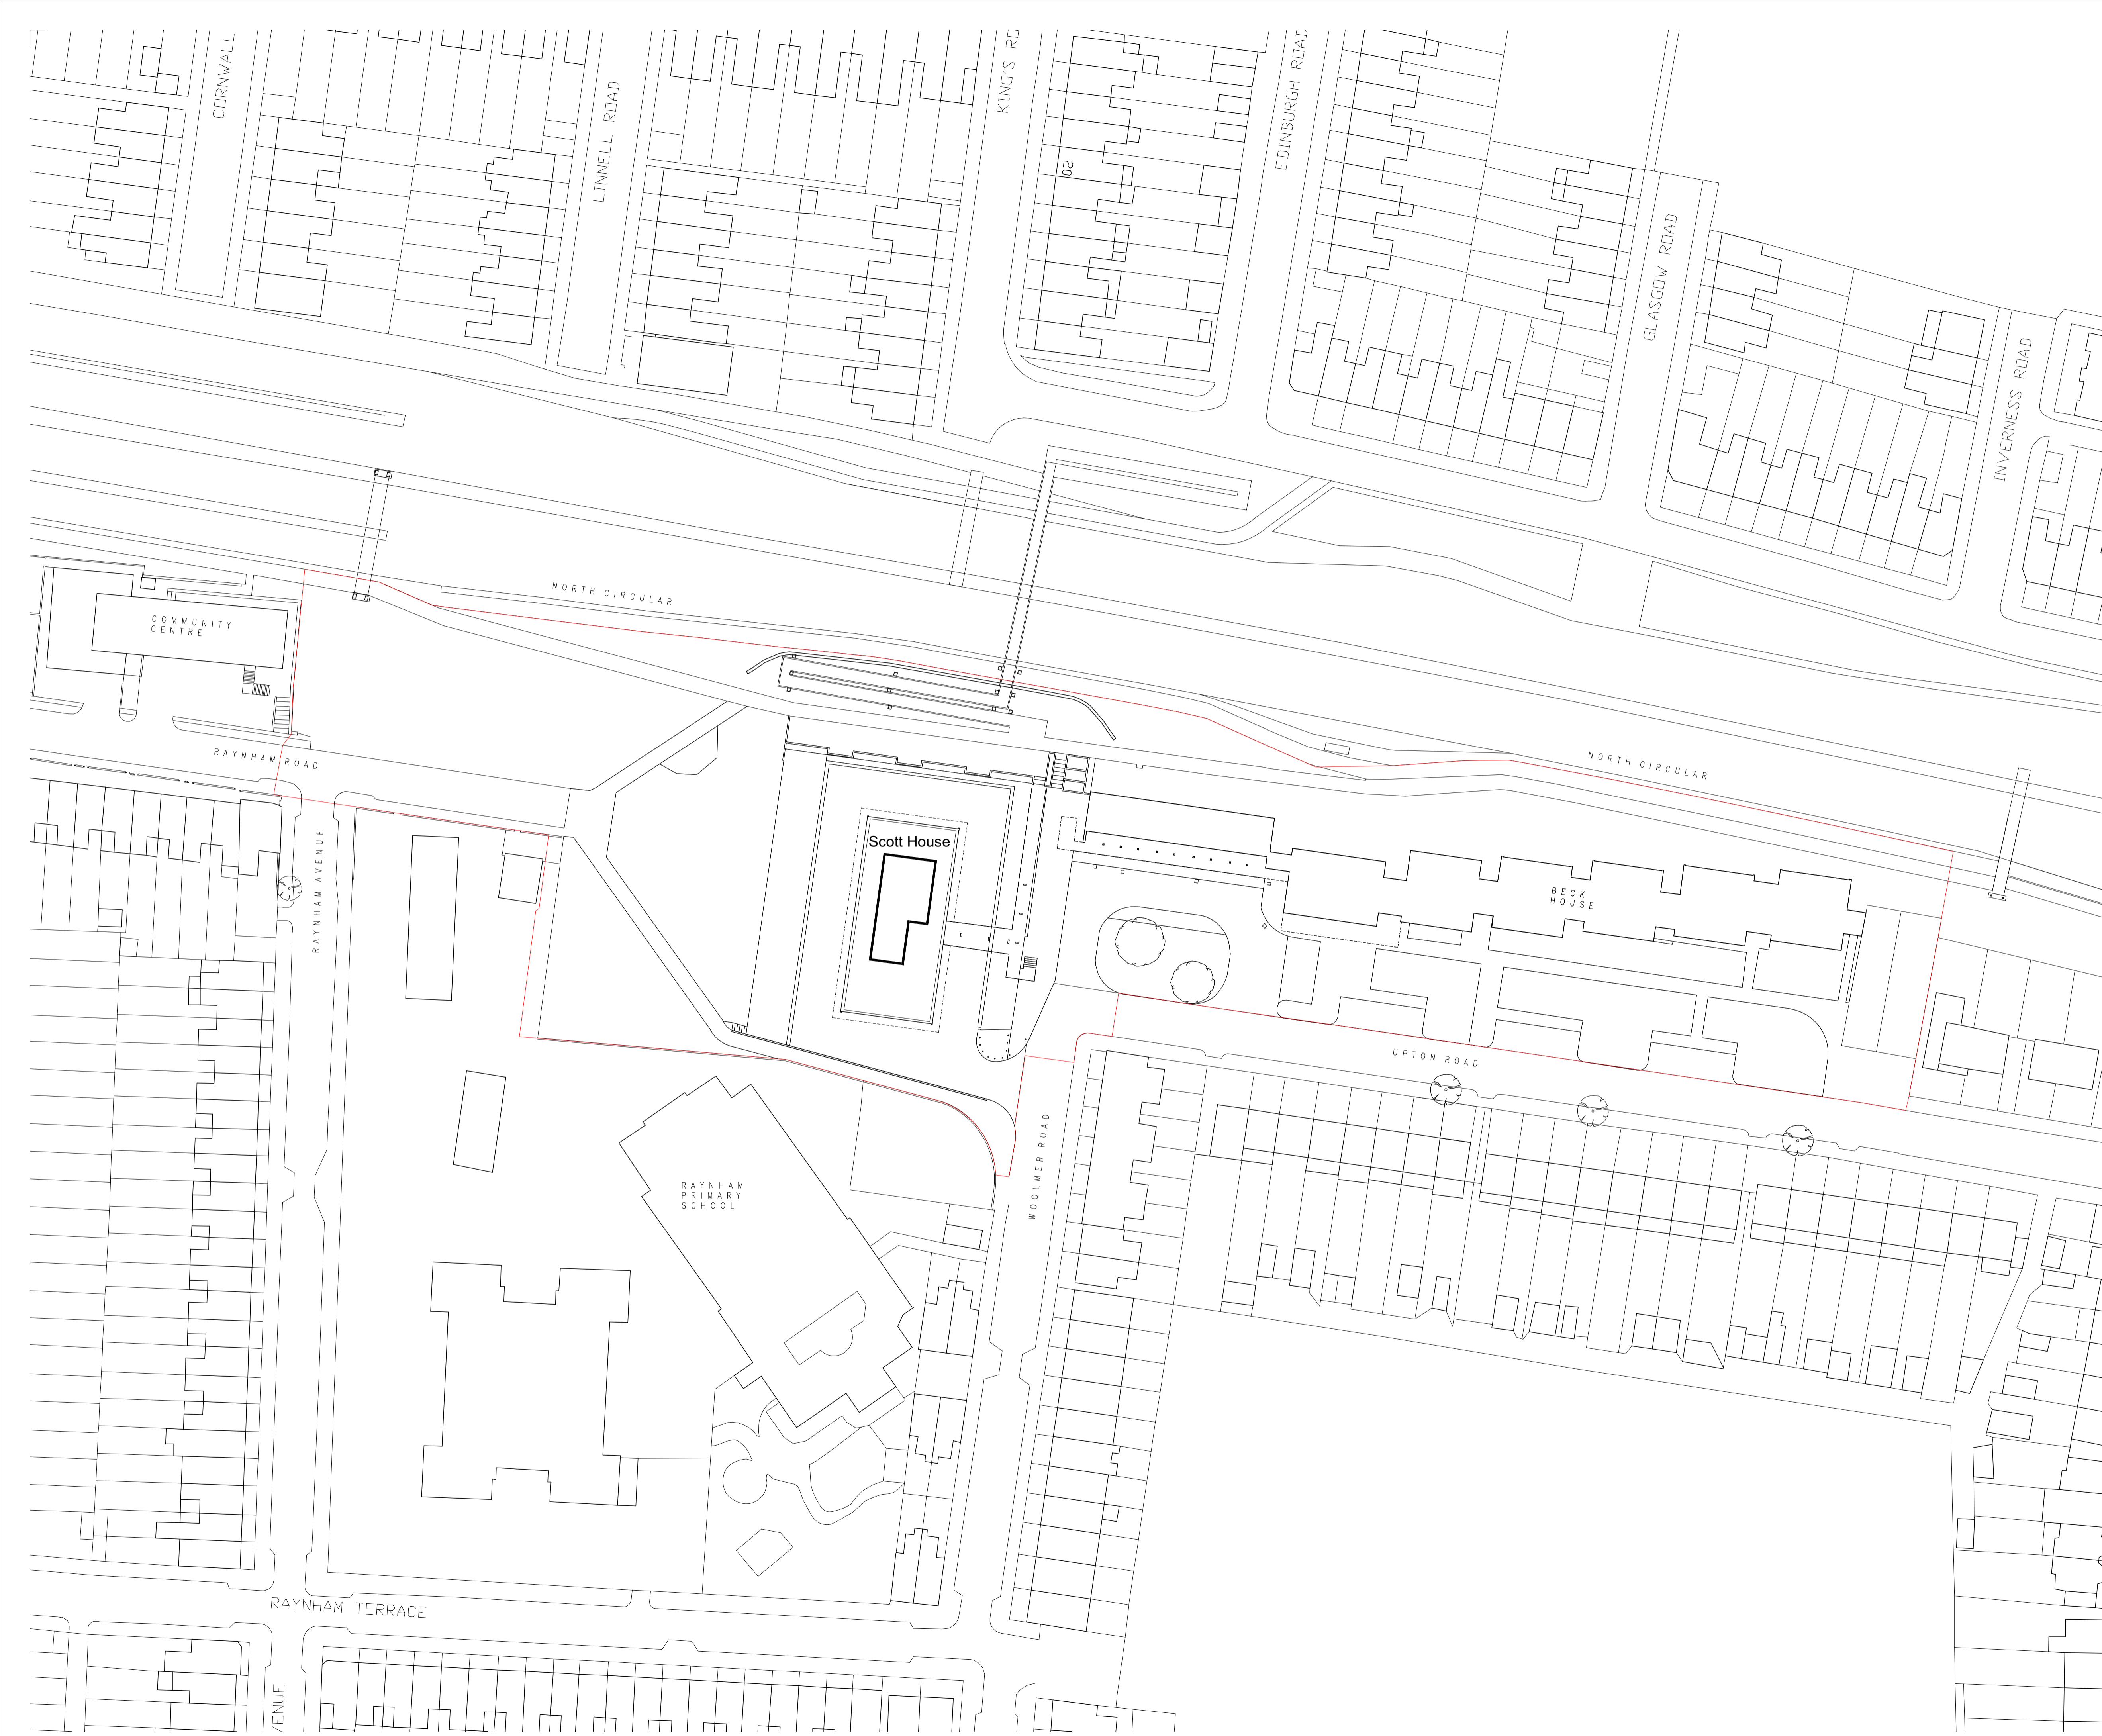 CORNWALL
LINNELL ROAD
KING'S
EDINBURGH ROAD
20
GLASGOW ROAD
INVERNESS ROAD
NORTH CIRCULAR
COMMUNITY
CENTRE
RAYNHAM ROAD
NORTH CIRCULAR
RAYNHAM AVENUE
Scott House
BECK
HOUSE
UPTON ROAD
WOOLMER ROAD
RAYNHAM
PRIMARY
SCHOOL
RAYNHAM TERRACE
VENUE